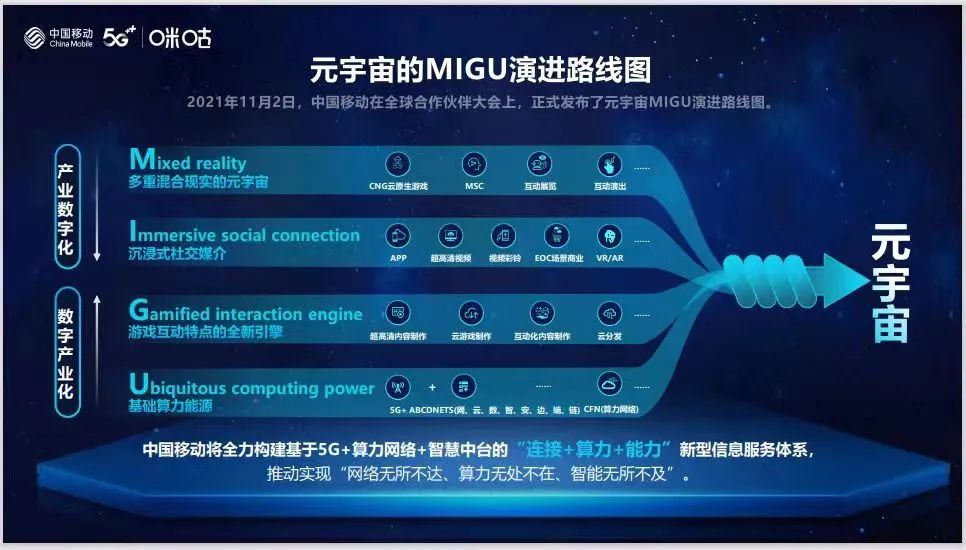 中国移动
China Mobile
5G++
咪咕
元宇宙的MIGU演进路线图
2021年11月2日，中国移动在全球合作伙伴大会上，正式发布了元宇宙MIGU演进路线图。
产业数字化
Mixed reality
多重混合现实的元宇宙
CNG云原生游戏 MSC 互动展览 互动演出 ......
Immersive social connection
沉浸式社交媒介
APP 超高清视频 视频彩铃 EOC场景商业 VR/AR ......
数字产业化
Gamified interaction engine
游戏互动特点的全新引擎
超高清内容制作 云游戏制作 互动化内容制作 云分发 ......
Ubiquitous computing power
基础算力能源
+ ...... ......
5G+ ABCDNETS(网、云、数、智、安、边、端、链) CFN(算力网络)
元宇宙
中国移动将全力构建基于5G+算力网络+智慧中台的“连接+算力+能力”新型信息服务体系，
推动实现“网络无所不达、算力无处不在、智能无所不及”。